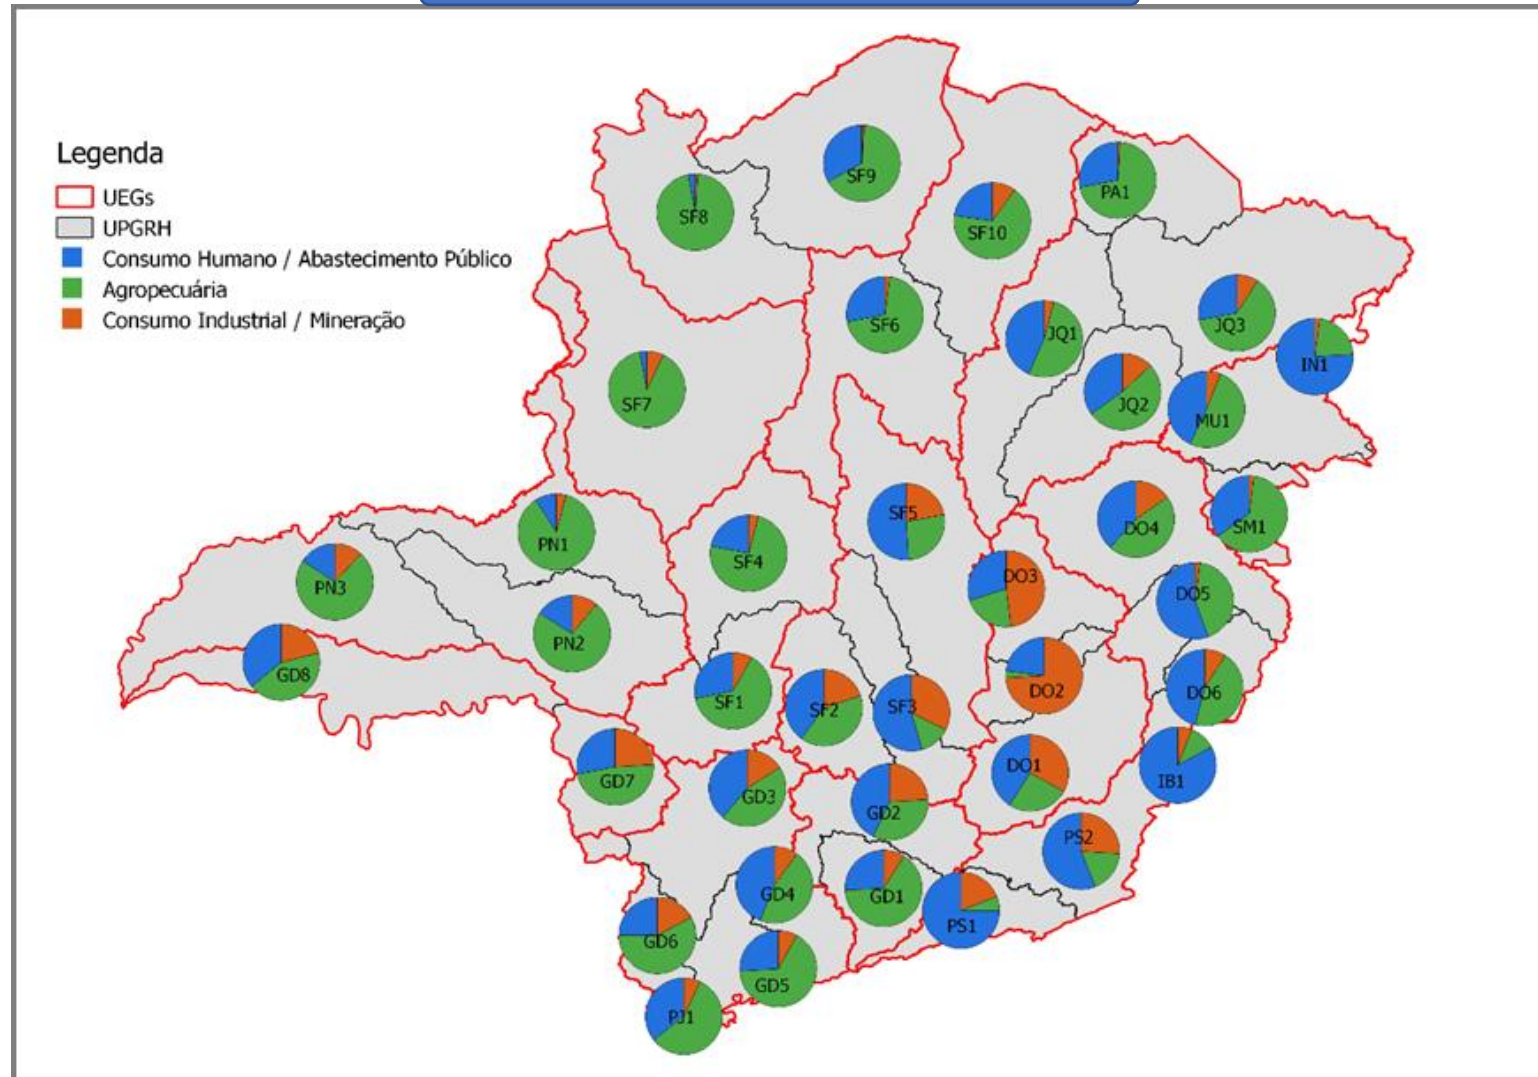 Legenda
UEGs
UPGRH
Consumo Humano / Abastecimento Público
Agropecuária
Consumo Industrial / Mineração
SF9
PA1
SF8
SF10
SF6
JQ3
JQ1
IN1
JQ2
SF7
MU1
SF5
DO4
SM1
PN1
SF4
DO3
PN3
DO5
PN2
GD8
DO2
DO6
SF1
SF2
SF3
DO1
GD7
IB1
GD3
GD2
PS2
GD4
GD1
PS1
GD6
GD5
PJ1